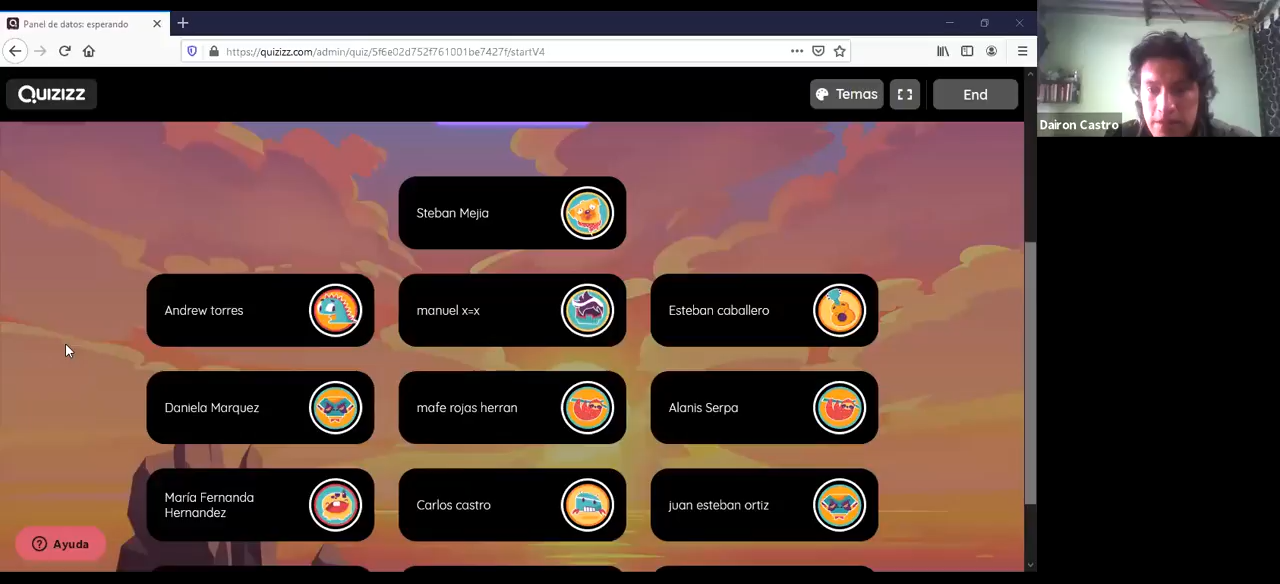 Panel de datos: esperando
https://quizizz.com/admin/quiz/5f6e02d752f761001be7427f/startV4
Quizizz
Temas
End
Dairon Castro
Steban Mejia
Andrew torres
manuel x=x
Esteban caballero
Daniela Marquez
mafe rojas herran
Alanis Serpa
María Fernanda
Hernandez
Carlos castro
juan esteban ortiz
Ayuda